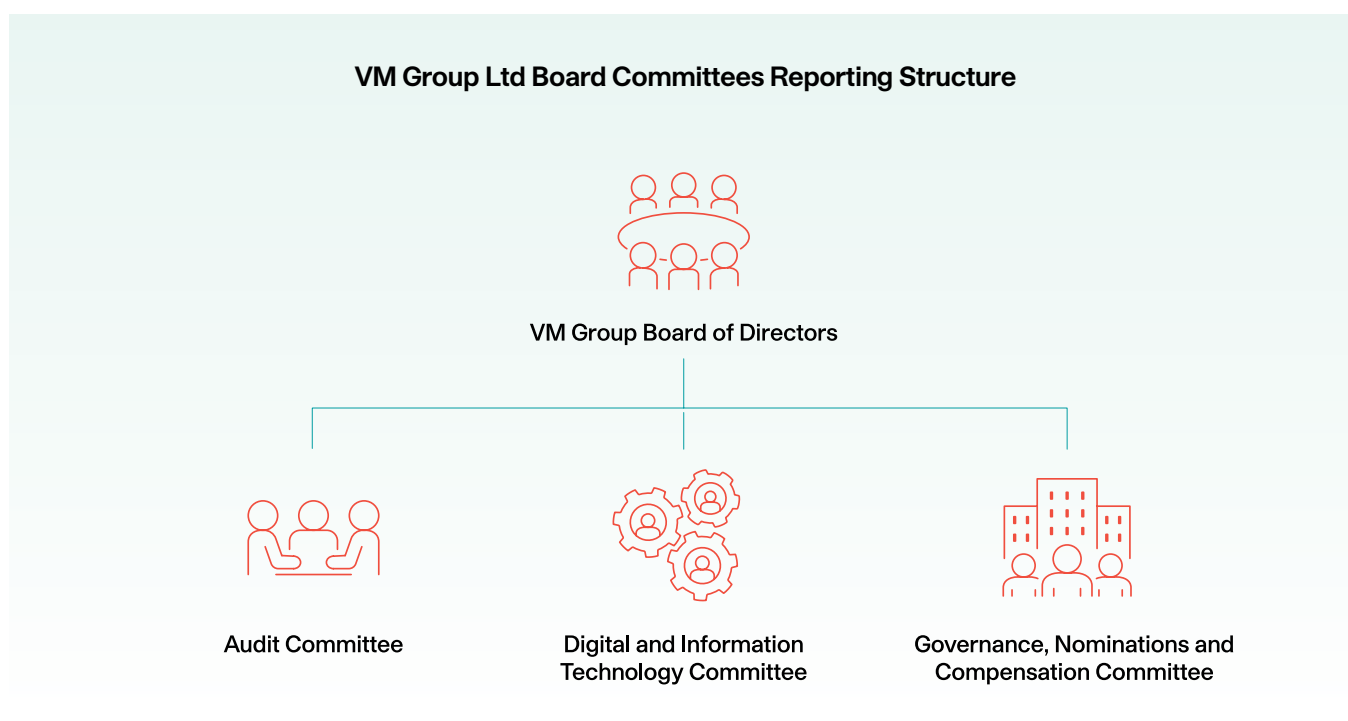 VM Group Ltd Board Committees Reporting Structure
VM Group Board of Directors
Audit Committee
Digital and Information
Technology Committee
Governance, Nominations and
Compensation Committee